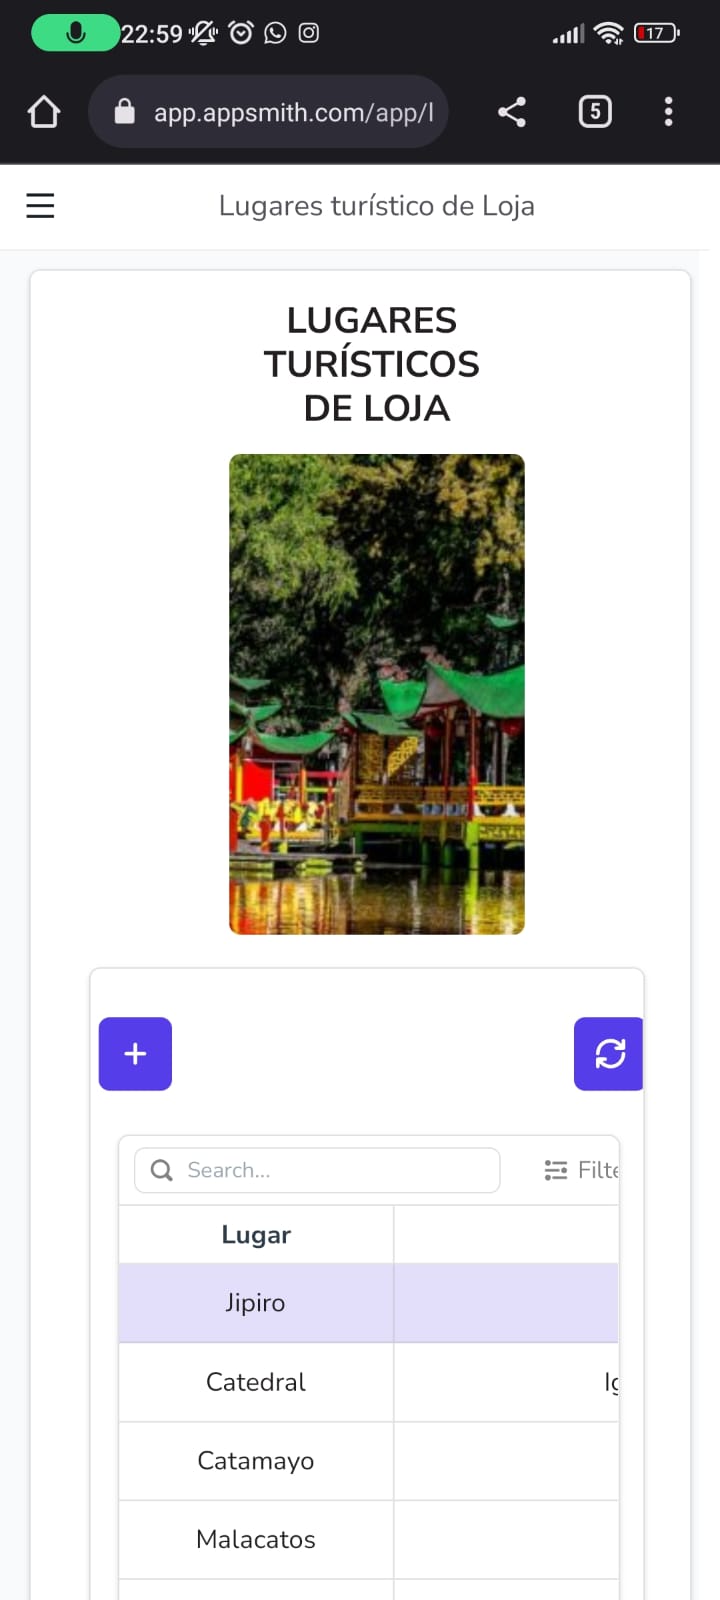 22:59
17
app.appsmith.com/app/l
5
Lugares turístico de Loja
LUGARES
TURÍSTICOS
DE LOJA
Search...
Filte
Lugar
Jipiro
Catedral
Catamayo
Malacatos